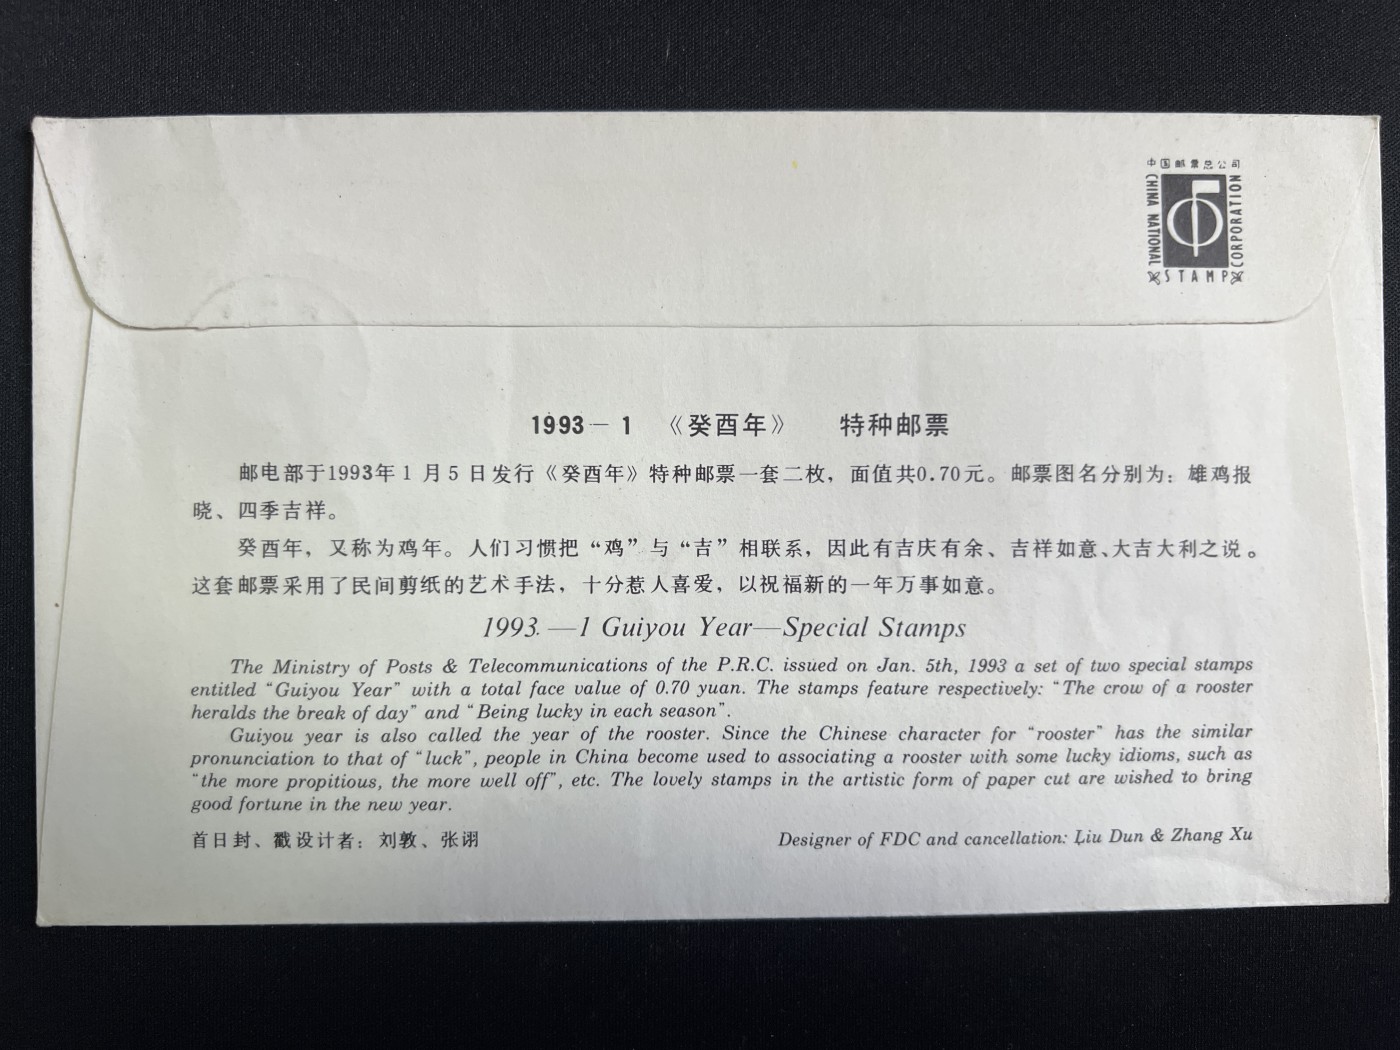 中国邮票总公司
CHINA NATIONAL
CORPORATION
STAMP
1993－1 《癸酉年》 特种邮票
邮电部于1993年1月5日发行《癸酉年》特种邮票一套二枚，面值共0.70元。邮票图名分别为：雄鸡报
晓、四季吉祥。
癸酉年，又称为鸡年。人们习惯把“鸡”与“吉”相联系，因此有吉庆有余、吉祥如意、大吉大利之说。
这套邮票采用了民间剪纸的艺术手法，十分惹人喜爱，以祝福新的一年万事如意。
1993.—1 Guiyou Year—Special Stamps
The Ministry of Posts & Telecommunications of the P.R.C. issued on Jan. 5th, 1993 a set of two special stamps
entitled “Guiyou Year” with a total face value of 0.70 yuan. The stamps feature respectively: “The crow of a rooster
heralds the break of day” and “Being lucky in each season”.
Guiyou year is also called the year of the rooster. Since the Chinese character for “rooster” has the similar
pronunciation to that of “luck”, people in China become used to associating a rooster with some lucky idioms, such as
“the more propitious, the more well off”, etc. The lovely stamps in the artistic form of paper cut are wished to bring
good fortune in the new year.
首日封、戳设计者：刘敦、张诩
Designer of FDC and cancellation: Liu Dun & Zhang Xu